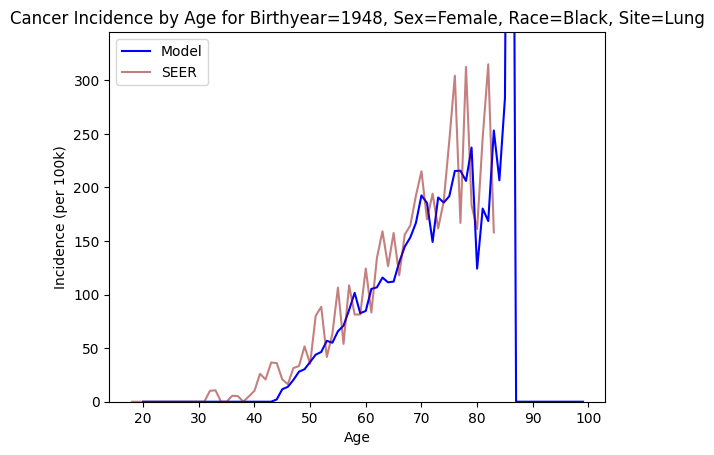 Cancer Incidence by Age for Birthyear=1948, Sex=Female, Race=Black, Site=Lung
Model
SEER
300
250
200
150
100
50
0
Incidence (per 100k)
20 30 40 50 60 70 80 90 100
Age